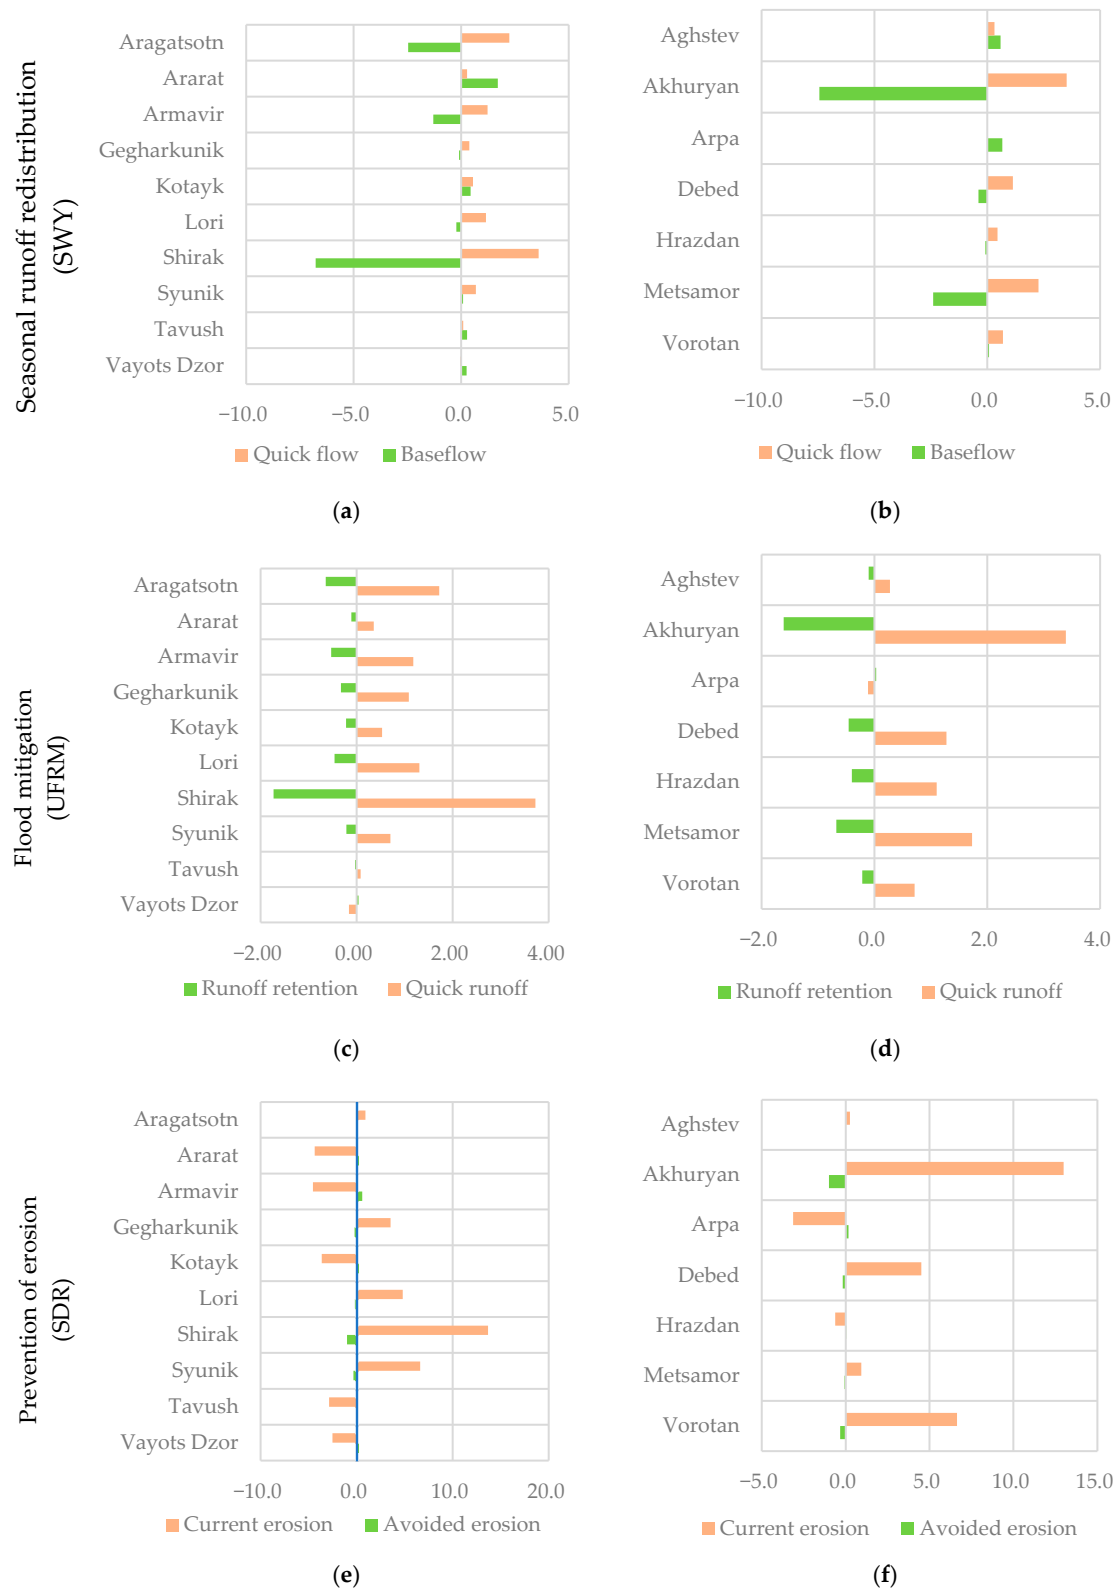 Seasonal runoff redistribution
(SWY)
Aragatsotn
Ararat
Armavir
Gegharkunik
Kotayk
Lori
Shirak
Syunik
Tavush
Vayots Dzor
−10.0 −5.0 0.0 5.0
Quick flow Baseflow
(a)
Aghstev
Akhuryan
Arpa
Debed
Hrazdan
Metsamor
Vorotan
−10.0 −5.0 0.0 5.0
Quick flow Baseflow
(b)
Flood mitigation
(UFRM)
Aragatsotn
Ararat
Armavir
Gegharkunik
Kotayk
Lori
Shirak
Syunik
Tavush
Vayots Dzor
−2.00 0.00 2.00 4.00
Runoff retention Quick runoff
(c)
Aghstev
Akhuryan
Arpa
Debed
Hrazdan
Metsamor
Vorotan
−2.0 0.0 2.0 4.0
Runoff retention Quick runoff
(d)
Prevention of erosion
(SDR)
Aragatsotn
Ararat
Armavir
Gegharkunik
Kotayk
Lori
Shirak
Syunik
Tavush
Vayots Dzor
−10.0 0.0 10.0 20.0
Current erosion Avoided erosion
(e)
Aghstev
Akhuryan
Arpa
Debed
Hrazdan
Metsamor
Vorotan
−5.0 0.0 5.0 10.0 15.0
Current erosion Avoided erosion
(f)